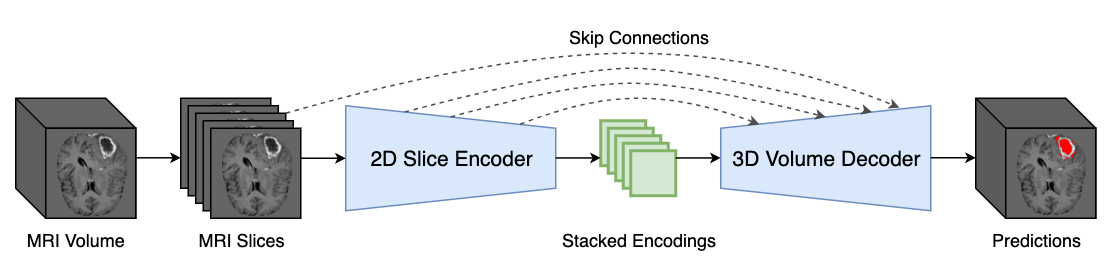 Skip Connections
2D Slice Encoder
3D Volume Decoder
MRI Volume
MRI Slices
Stacked Encodings
Predictions